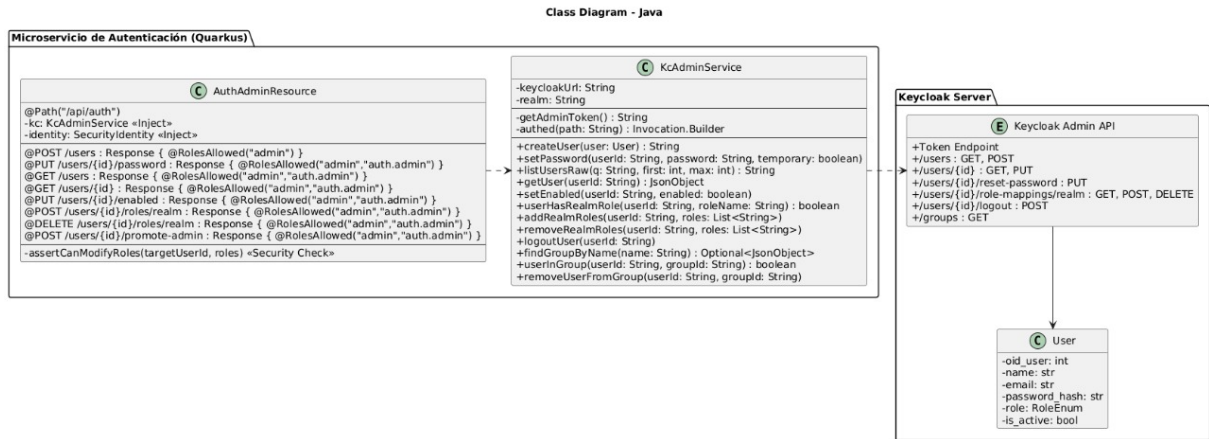 Class Diagram - Java
Microservicio de Autenticación (Quarkus)
C AuthAdminResource
@Path("/api/auth")
-kc: KcAdminService «Inject»
-identity: SecurityIdentity «Inject»
@POST /users : Response { @RolesAllowed("admin") }
@PUT /users/{id}/password : Response { @RolesAllowed("admin","auth.admin") }
@GET /users : Response { @RolesAllowed("admin","auth.admin") }
@GET /users/{id} : Response { @RolesAllowed("admin","auth.admin") }
@PUT /users/{id}/enabled : Response { @RolesAllowed("admin","auth.admin") }
@POST /users/{id}/roles/realm : Response { @RolesAllowed("admin","auth.admin") }
@DELETE /users/{id}/roles/realm : Response { @RolesAllowed("admin","auth.admin") }
@POST /users/{id}/promote-admin : Response { @RolesAllowed("admin","auth.admin") }
-assertCanModifyRoles(targetUserId, roles) «Security Check»
C KcAdminService
-keycloakUrl: String
-realm: String
-getAdminToken() : String
-authed(path: String) : Invocation.Builder
+createUser(user: User) : String
+setPassword(userId: String, password: String, temporary: boolean)
+listUsersRaw(q: String, first: int, max: int) : String
+getUser(userId: String) : JsonObject
+setEnabled(userId: String, enabled: boolean)
+userHasRealmRole(userId: String, roleName: String) : boolean
+addRealmRoles(userId: String, roles: List<String>)
+removeRealmRoles(userId: String, roles: List<String>)
+logoutUser(userId: String)
+findGroupByName(name: String) : Optional<JsonObject>
+userInGroup(userId: String, groupId: String) : boolean
+removeUserFromGroup(userId: String, groupId: String)
Keycloak Server
E Keycloak Admin API
+Token Endpoint
+/users : GET, POST
+/users/{id} : GET, PUT
+/users/{id}/reset-password : PUT
+/users/{id}/role-mappings/realm : GET, POST, DELETE
+/users/{id}/logout : POST
+/groups : GET
C User
-oid_user: int
-name: str
-email: str
-password_hash: str
-role: RoleEnum
-is_active: bool